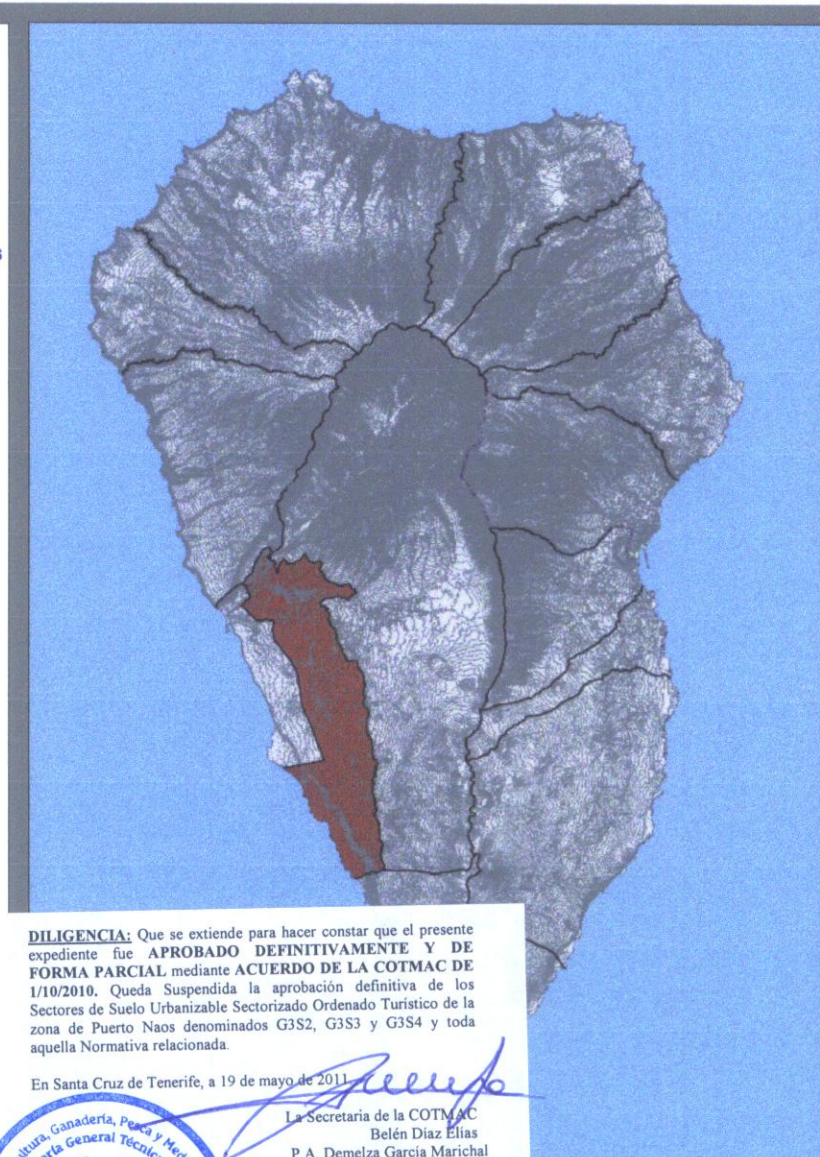 DILIGENCIA: Que se extiende para hacer constar que el presente
expediente fue APROBADO DEFINITIVAMENTE Y DE
FORMA PARCIAL mediante ACUERDO DE LA COTMAC DE
1/10/2010. Queda Suspendida la aprobación definitiva de los
Sectores de Suelo Urbanizable Sectorizado Ordenado Turístico de la
zona de Puerto Naos denominados G3S2, G3S3 y G3S4 y toda
aquella Normativa relacionada.
En Santa Cruz de Tenerife, a 19 de mayo de 2011
La Secretaria de la COTMAC
Belén Díaz Elías
P.A. Demelza García Marichal
Ganadería, Pesca y
General